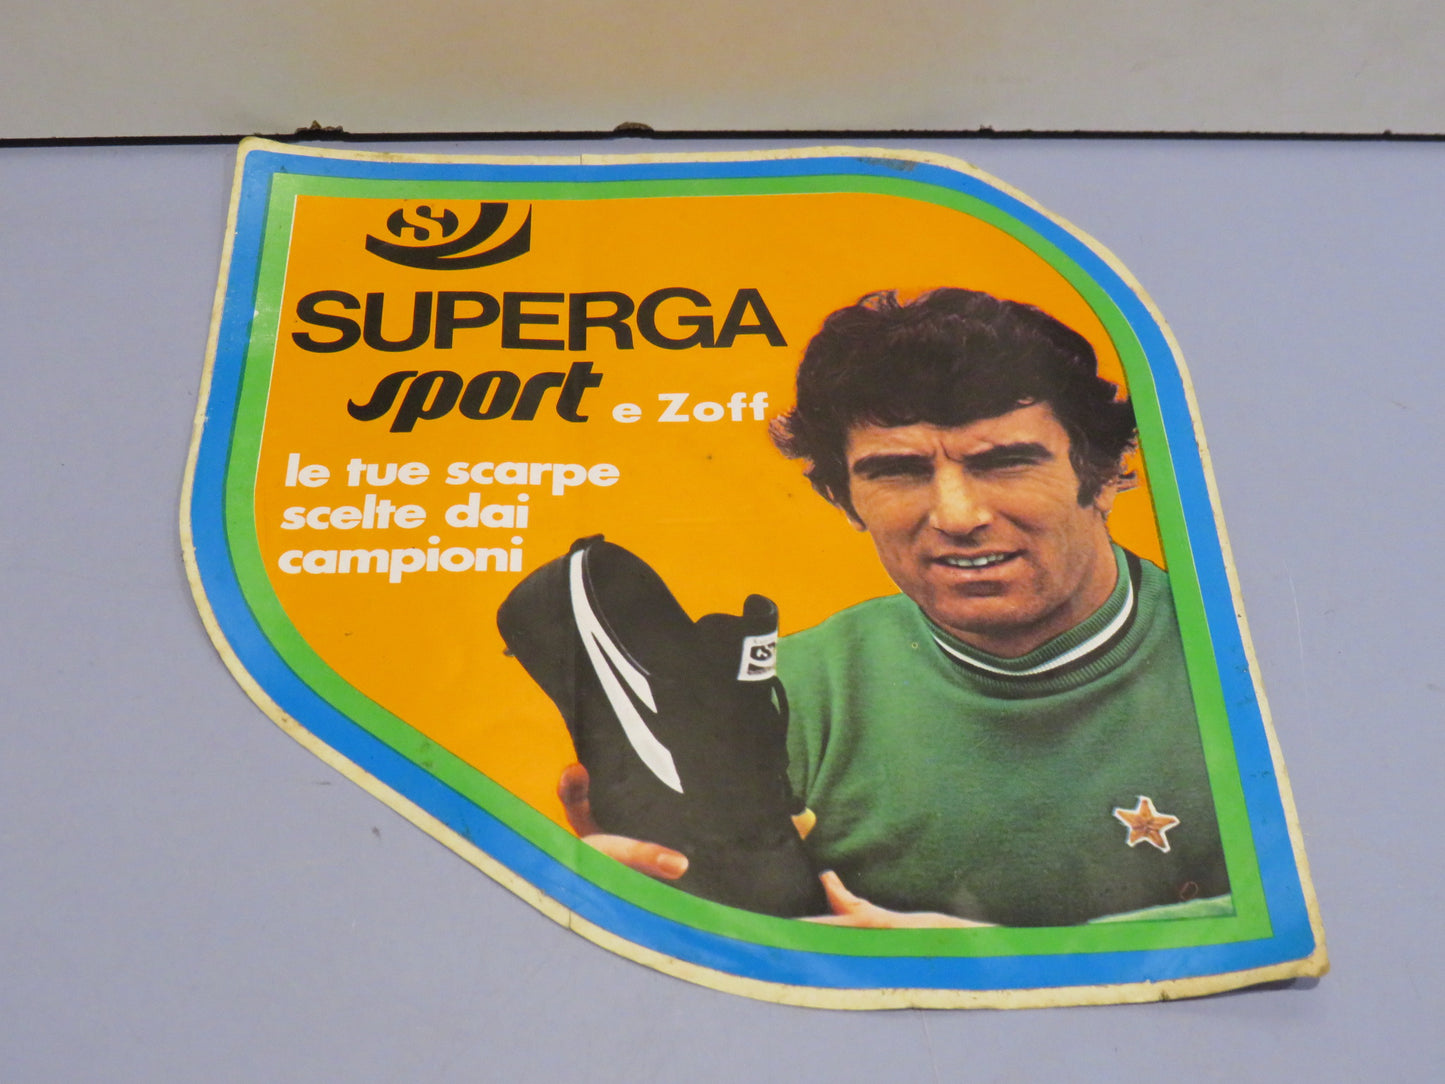 S
SUPERGA
sport e Zoff
le tue scarpe
scelte dai
campioni
S